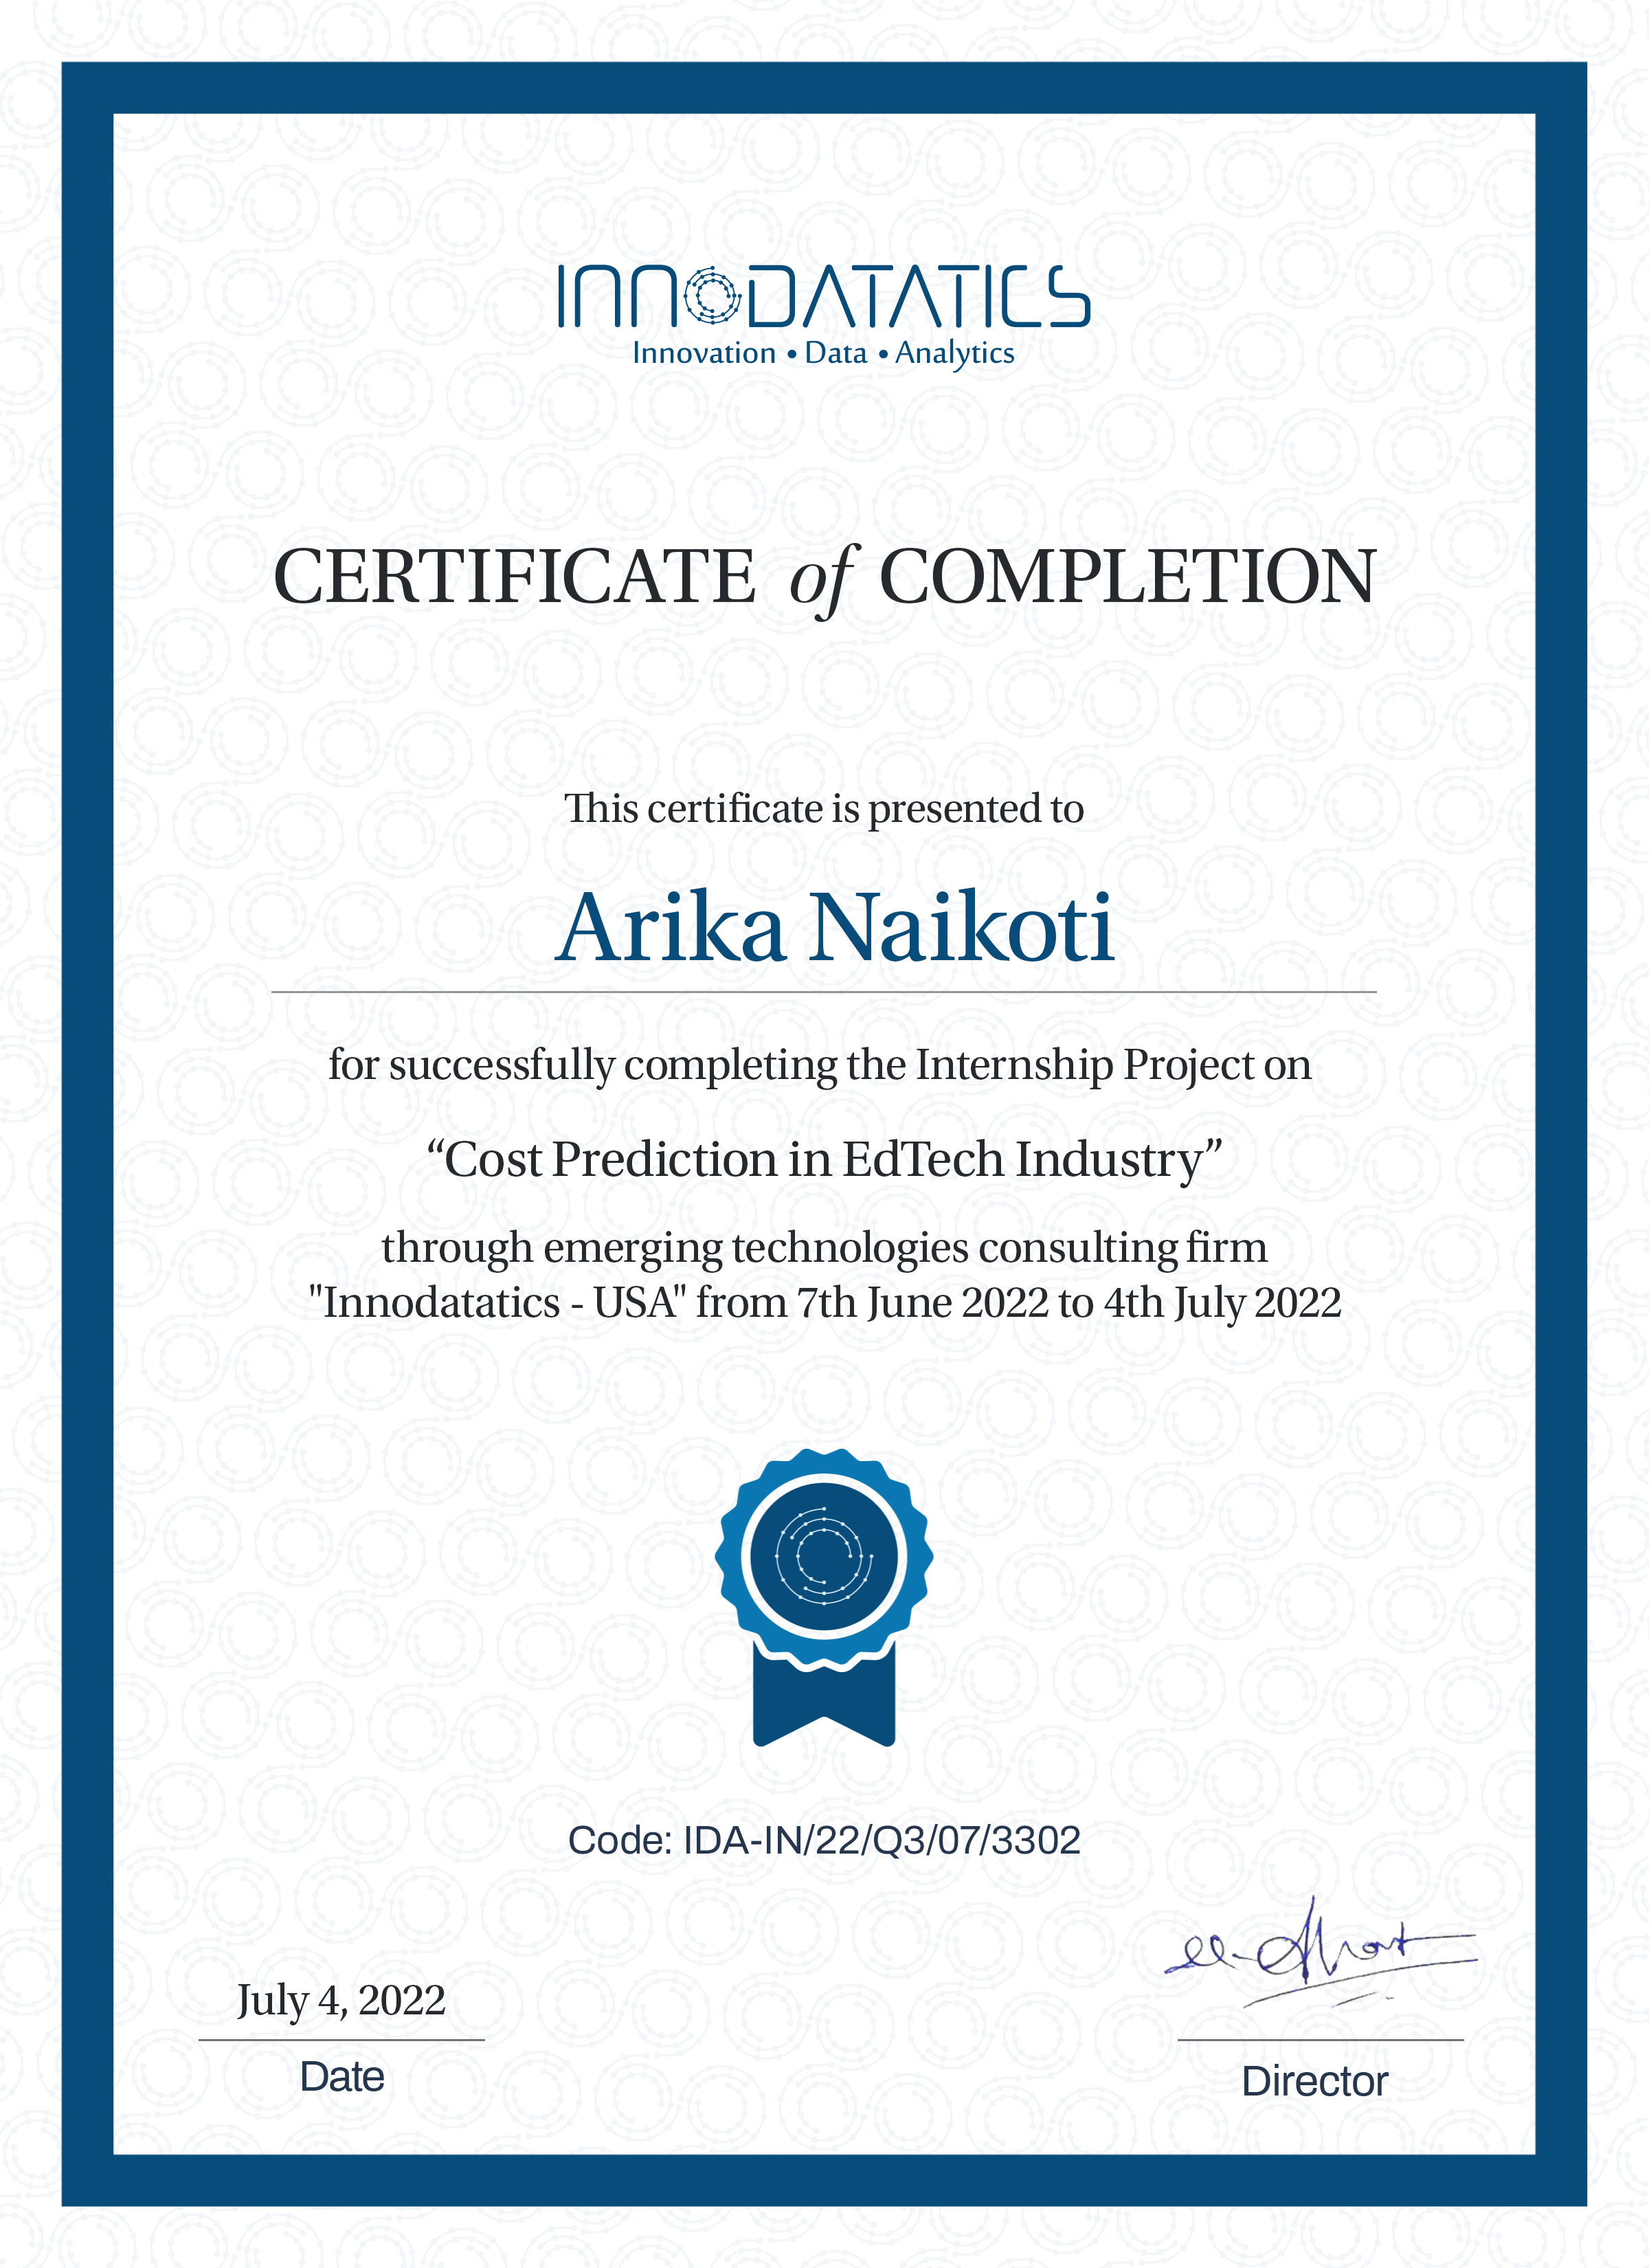 INNODATATICS
Innovation • Data • Analytics
CERTIFICATE of COMPLETION
This certificate is presented to
Arika Naikoti
for successfully completing the Internship Project on
“Cost Prediction in EdTech Industry”
through emerging technologies consulting firm
"Innodatatics - USA" from 7th June 2022 to 4th July 2022
Code: IDA-IN/22/Q3/07/3302
July 4, 2022
Date
Director